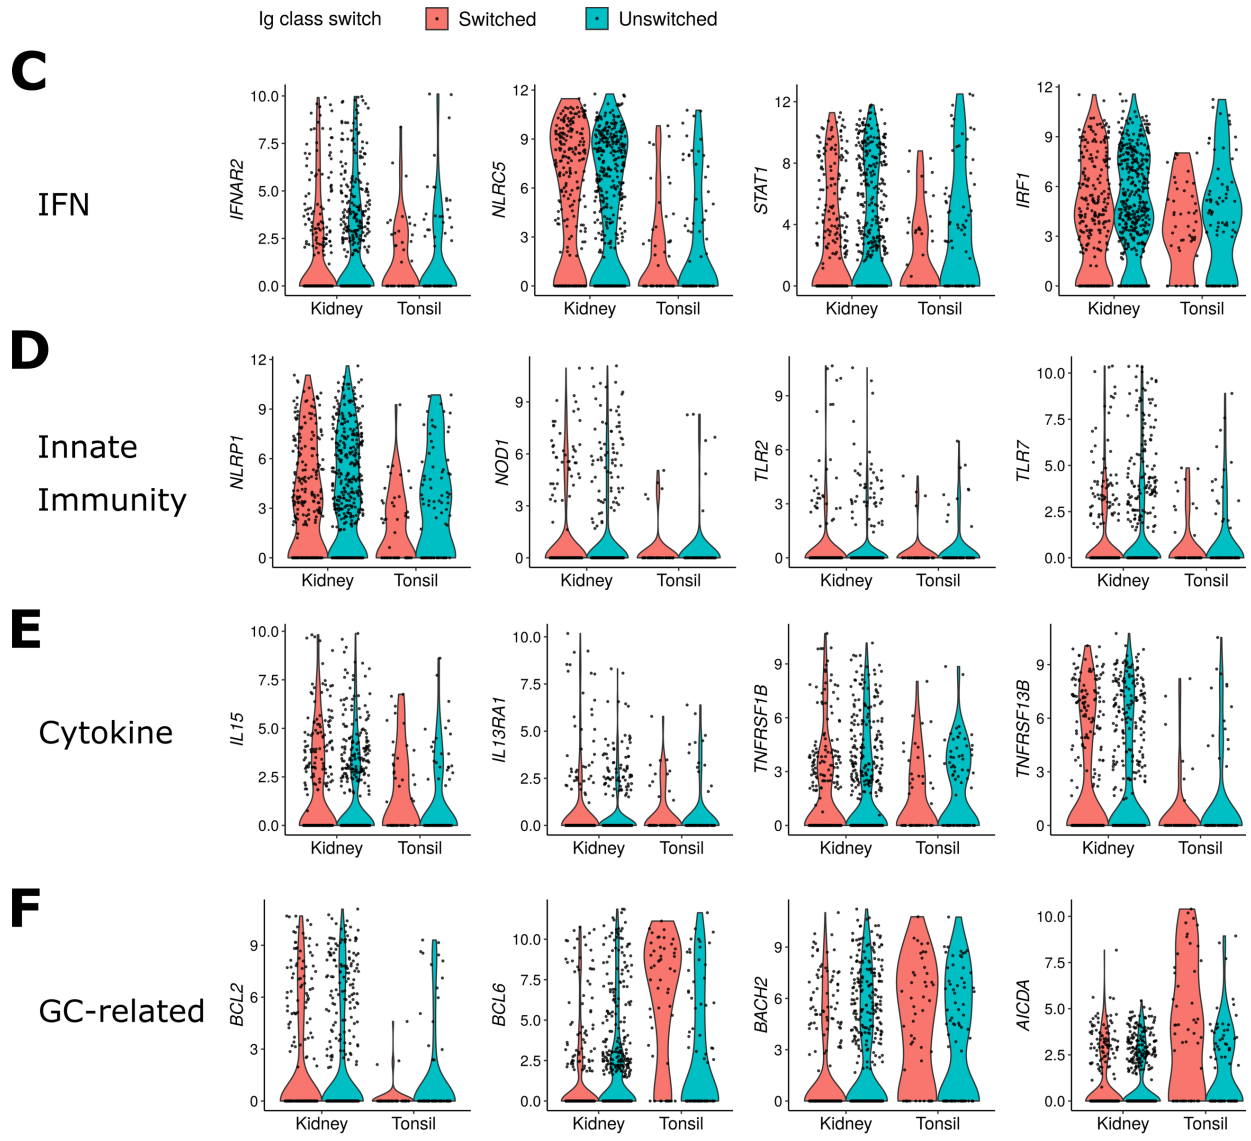 Ig class switch Switched Unswitched
C
IFN
IFNAR2
10.0
7.5
5.0
2.5
0.0
Kidney Tonsil
NLRC5
12
9
6
3
0
Kidney Tonsil
STAT1
12
8
4
0
Kidney Tonsil
IRF1
12
9
6
3
0
Kidney Tonsil
D
Innate
Immunity
NLRP1
12
9
6
3
0
Kidney Tonsil
NOD1
9
6
3
0
Kidney Tonsil
TLR2
9
6
3
0
Kidney Tonsil
TLR7
10.0
7.5
5.0
2.5
0.0
Kidney Tonsil
E
Cytokine
IL15
10.0
7.5
5.0
2.5
0.0
Kidney Tonsil
IL13RA1
10.0
7.5
5.0
2.5
0.0
Kidney Tonsil
TNFRSF1B
9
6
3
0
Kidney Tonsil
TNFRSF13B
9
6
3
0
Kidney Tonsil
F
GC-related
BCL2
9
6
3
0
Kidney Tonsil
BCL6
10.0
7.5
5.0
2.5
0.0
Kidney Tonsil
BACH2
9
6
3
0
Kidney Tonsil
AICDA
10.0
7.5
5.0
2.5
0.0
Kidney Tonsil